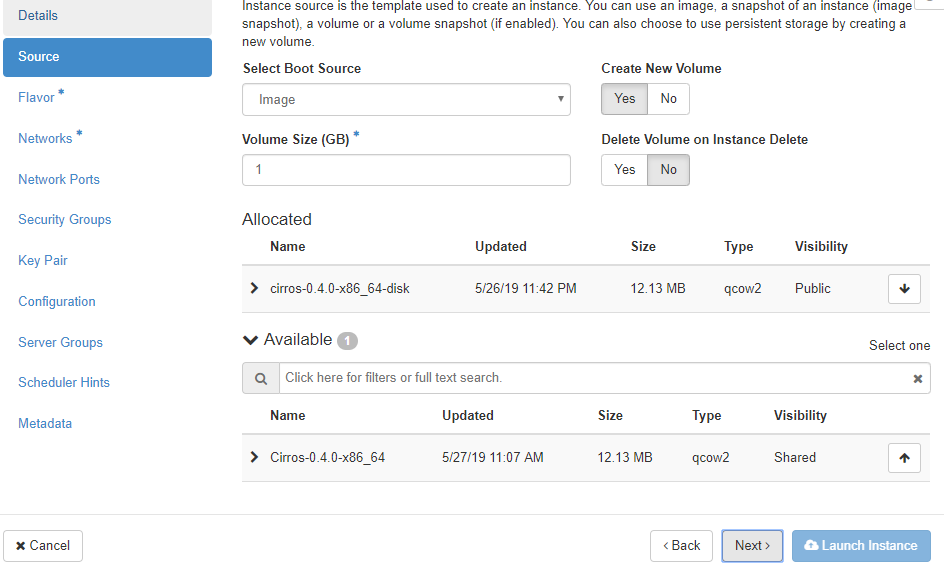 Details
Source
Flavor *
Networks *
Network Ports
Security Groups
Key Pair
Configuration
Server Groups
Scheduler Hints
Metadata
Instance source is the template used to create an instance. You can use an image, a snapshot of an instance (image
snapshot), a volume or a volume snapshot (if enabled). You can also choose to use persistent storage by creating a
new volume.
Select Boot Source
Image
Create New Volume
Yes No
Volume Size (GB) *
1
Delete Volume on Instance Delete
Yes No
Allocated
Name Updated Size Type Visibility
cirros-0.4.0-x86_64-disk 5/26/19 11:42 PM 12.13 MB qcow2 Public
Available 1
Select one
Click here for filters or full text search.
Name Updated Size Type Visibility
Cirros-0.4.0-x86_64 5/27/19 11:07 AM 12.13 MB qcow2 Shared
Cancel
‹ Back
Next ›
Launch Instance